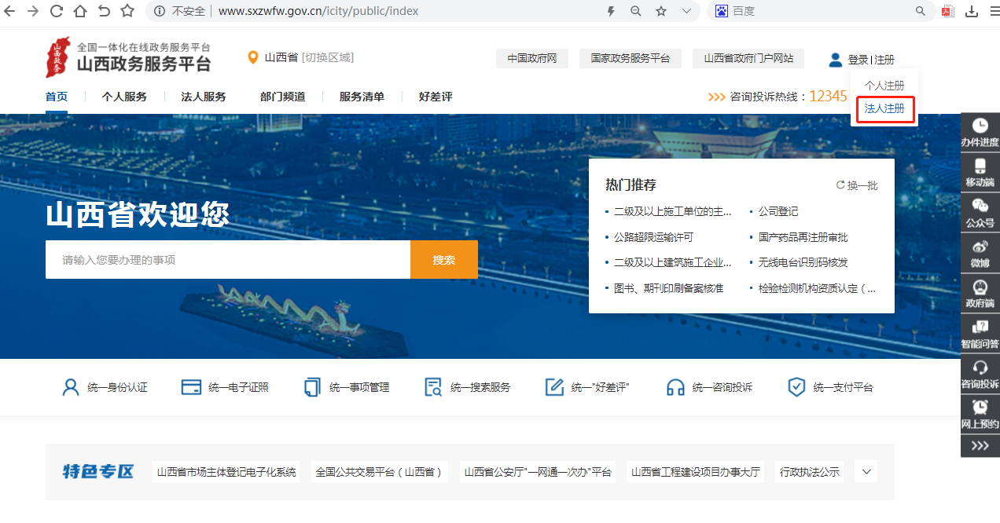 不安全 www.sxzwfw.gov.cn/icity/public/index 百度
山西政务
全国一体化在线政务服务平台
山西政务服务平台
山西省 [切换区域]
中国政府网 国家政务服务平台 山西省政府门户网站
登录 | 注册
个人注册
法人注册
首页 个人服务 法人服务 部门频道 服务清单 好差评
咨询投诉热线：12345
山西省欢迎您
请输入您要办理的事项 搜索
热门推荐 换一批
二级及以上施工单位的主... 公司登记
公路超限运输许可 国产药品再注册审批
二级及以上建筑施工企业... 无线电台识别码核发
图书、期刊印刷备案核准 检验检测机构资质认定（...
办件进度
移动端
公众号
微博
政府端
智能问答
咨询投诉
网上预约
统一身份认证 统一电子证照 统一事项管理 统一搜索服务 统一"好差评" 统一咨询投诉 统一支付平台
特色专区 山西省市场主体登记电子化系统 全国公共交易平台（山西省） 山西省公安厅"一网通一次办"平台 山西省工程建设项目办事大厅 行政执法公示